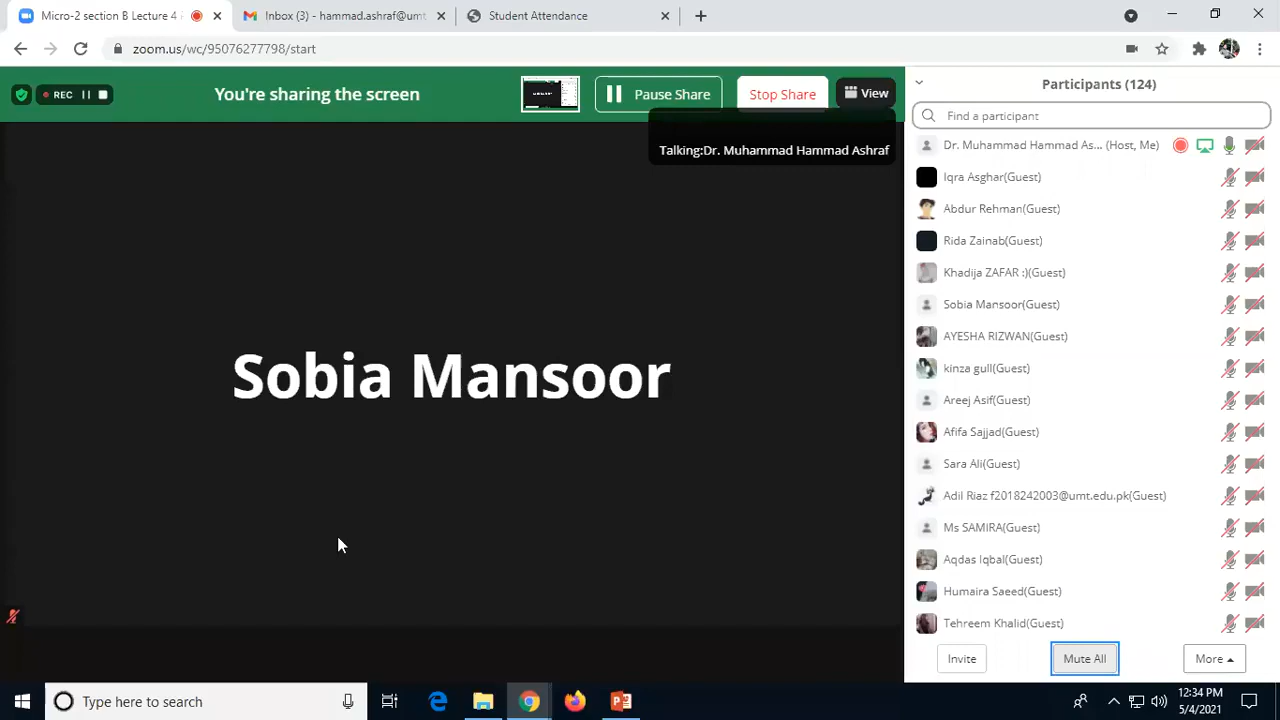 Micro-2 section B Lecture 4
Inbox (3) - hammad.ashraf@umt
Student Attendance
zoom.us/wc/95076277798/start
REC
You're sharing the screen
Pause Share
Stop Share
View
Talking:Dr. Muhammad Hammad Ashraf
Sobia Mansoor
Participants (124)
Find a participant
Dr. Muhammad Hammad As... (Host, Me)
Iqra Asghar(Guest)
Abdur Rehman(Guest)
Rida Zainab(Guest)
Khadija ZAFAR :)(Guest)
Sobia Mansoor(Guest)
AYESHA RIZWAN(Guest)
kinza gull(Guest)
Areej Asif(Guest)
Afifa Sajjad(Guest)
Sara Ali(Guest)
Adil Riaz f2018242003@umt.edu.pk(Guest)
Ms SAMIRA(Guest)
Aqdas Iqbal(Guest)
Humaira Saeed(Guest)
Tehreem Khalid(Guest)
Invite
Mute All
More
Type here to search
12:34 PM
5/4/2021